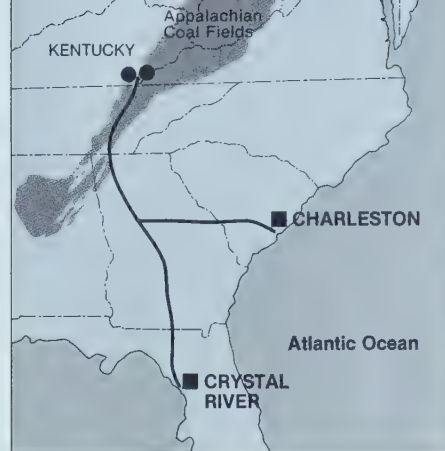 Appalachian
Coal Fields
KENTUCKY
CHARLESTON
Atlantic Ocean
CRYSTAL
RIVER